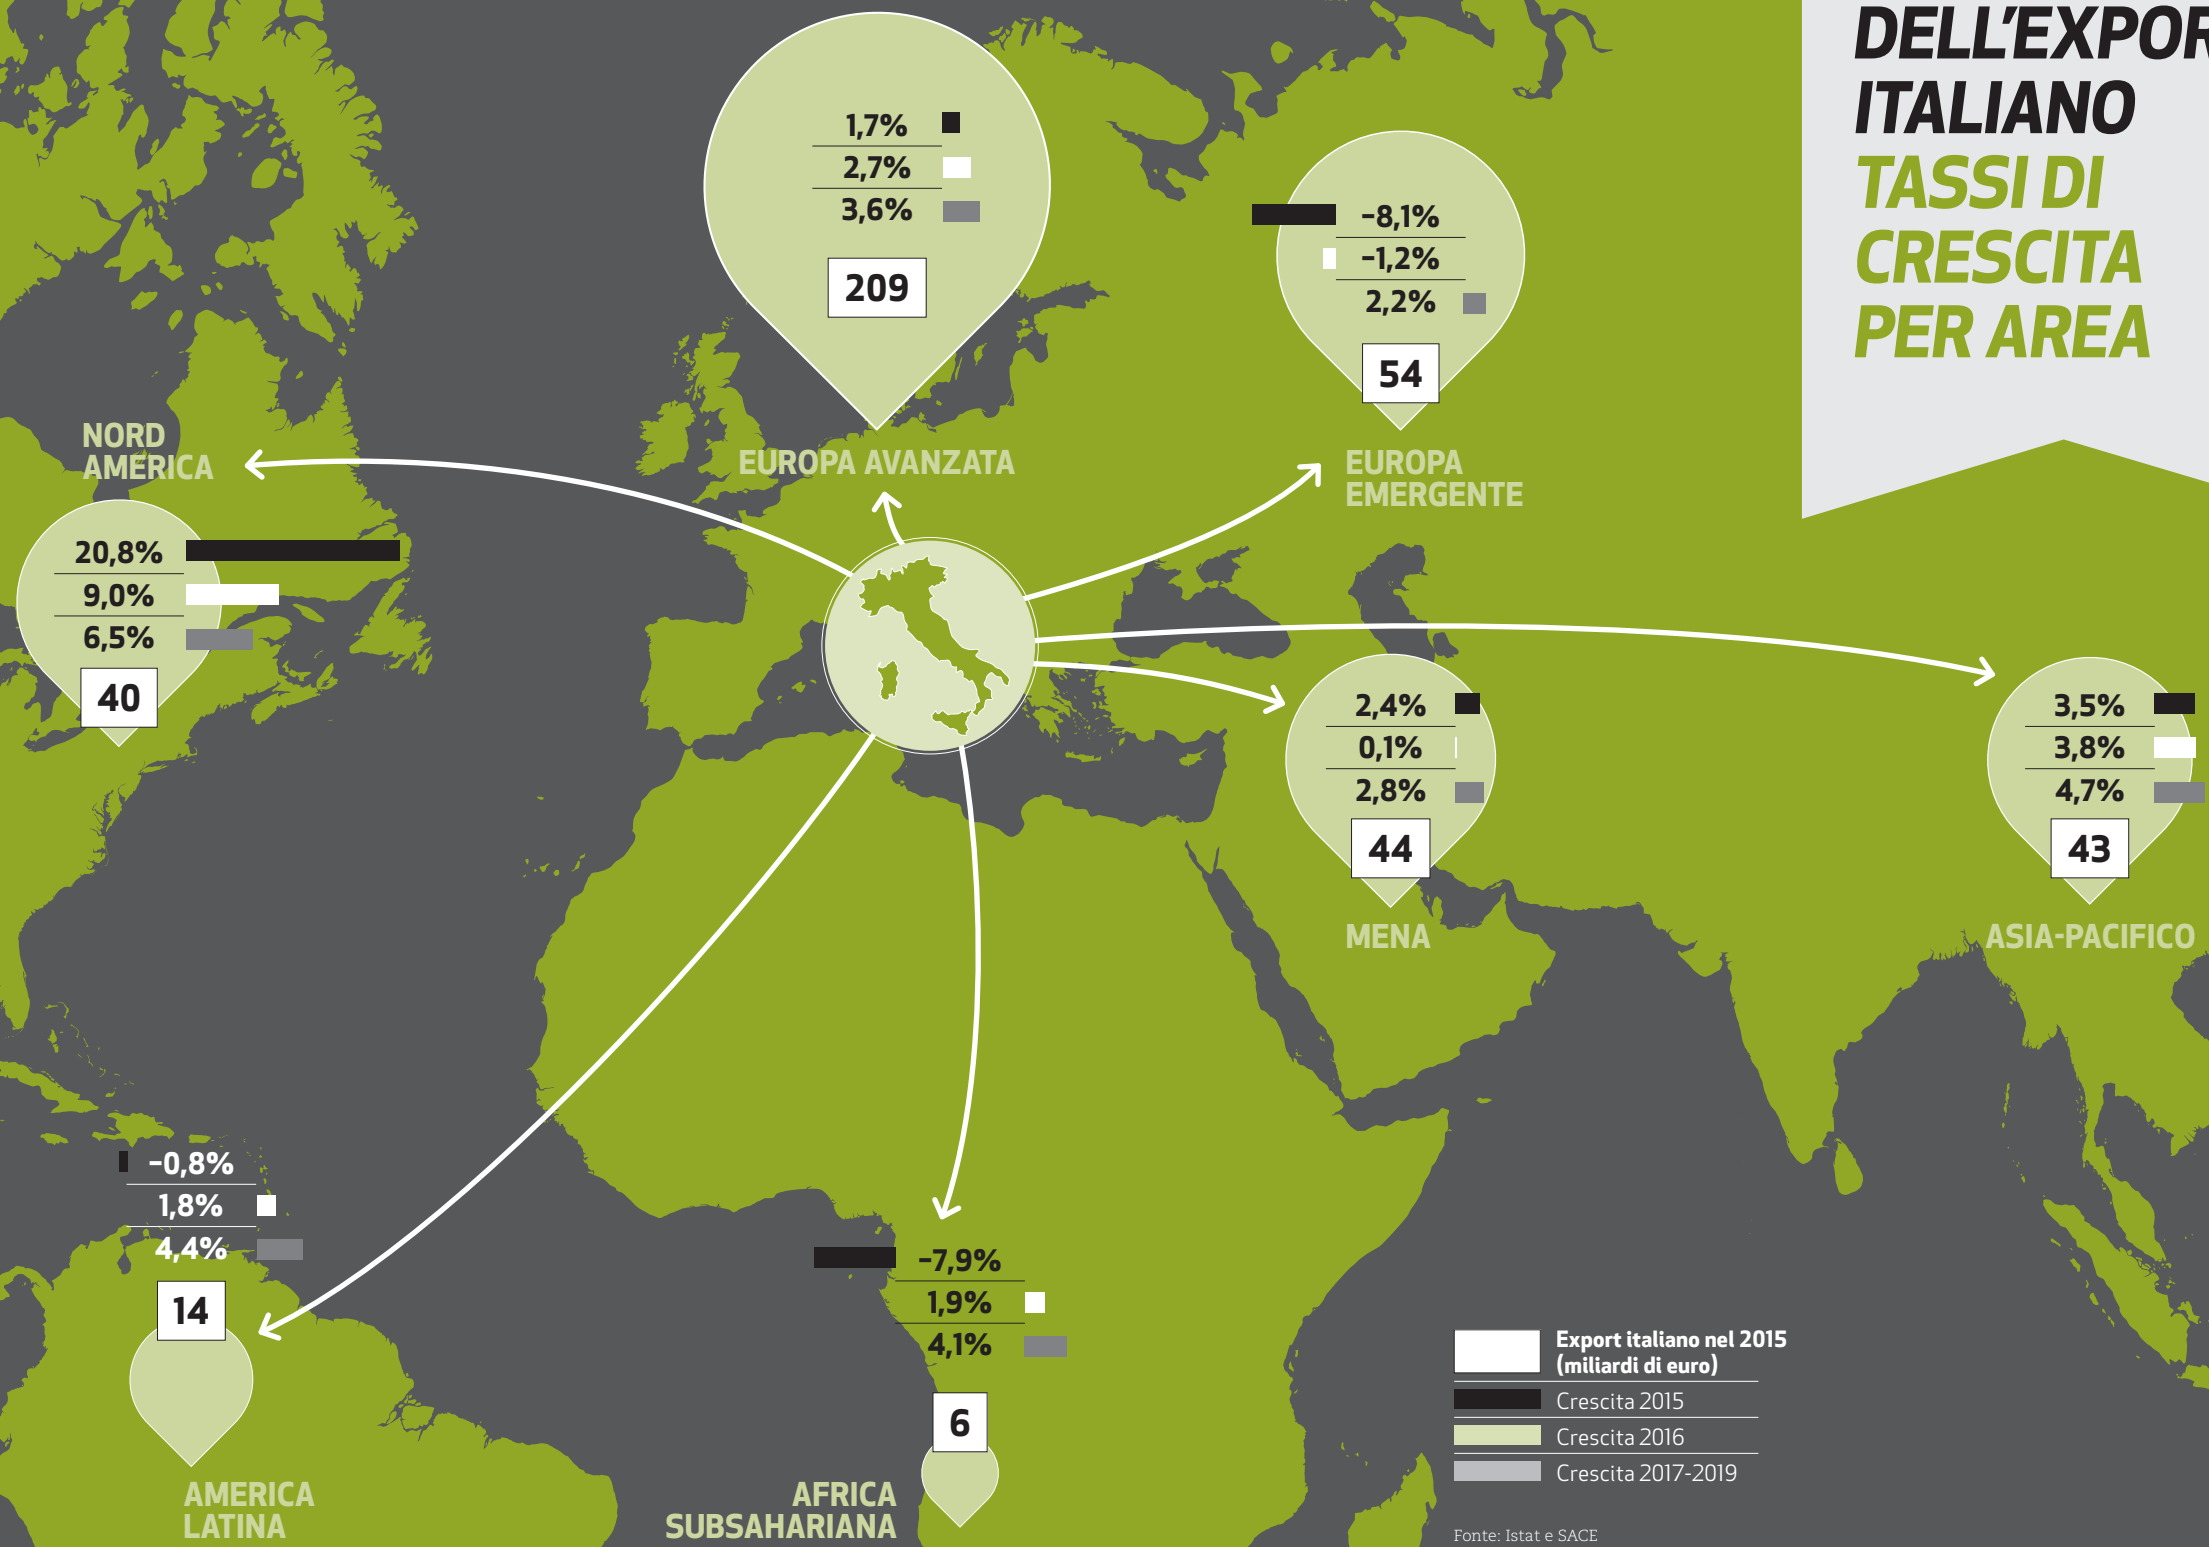 DELL'EXPOR
ITALIANO
TASSI DI
CRESCITA
PER AREA
1,7%
2,7%
3,6%
209
EUROPA AVANZATA
-8,1%
-1,2%
2,2%
54
EUROPA
EMERGENTE
NORD
AMERICA
20,8%
9,0%
6,5%
40
2,4%
0,1%
2,8%
44
MENA
3,5%
3,8%
4,7%
43
ASIA-PACIFICO
-0,8%
1,8%
4,4%
14
AMERICA
LATINA
-7,9%
1,9%
4,1%
6
AFRICA
SUBSAHARIANA
Export italiano nel 2015
(miliardi di euro)
Crescita 2015
Crescita 2016
Crescita 2017-2019
Fonte: Istat e SACE